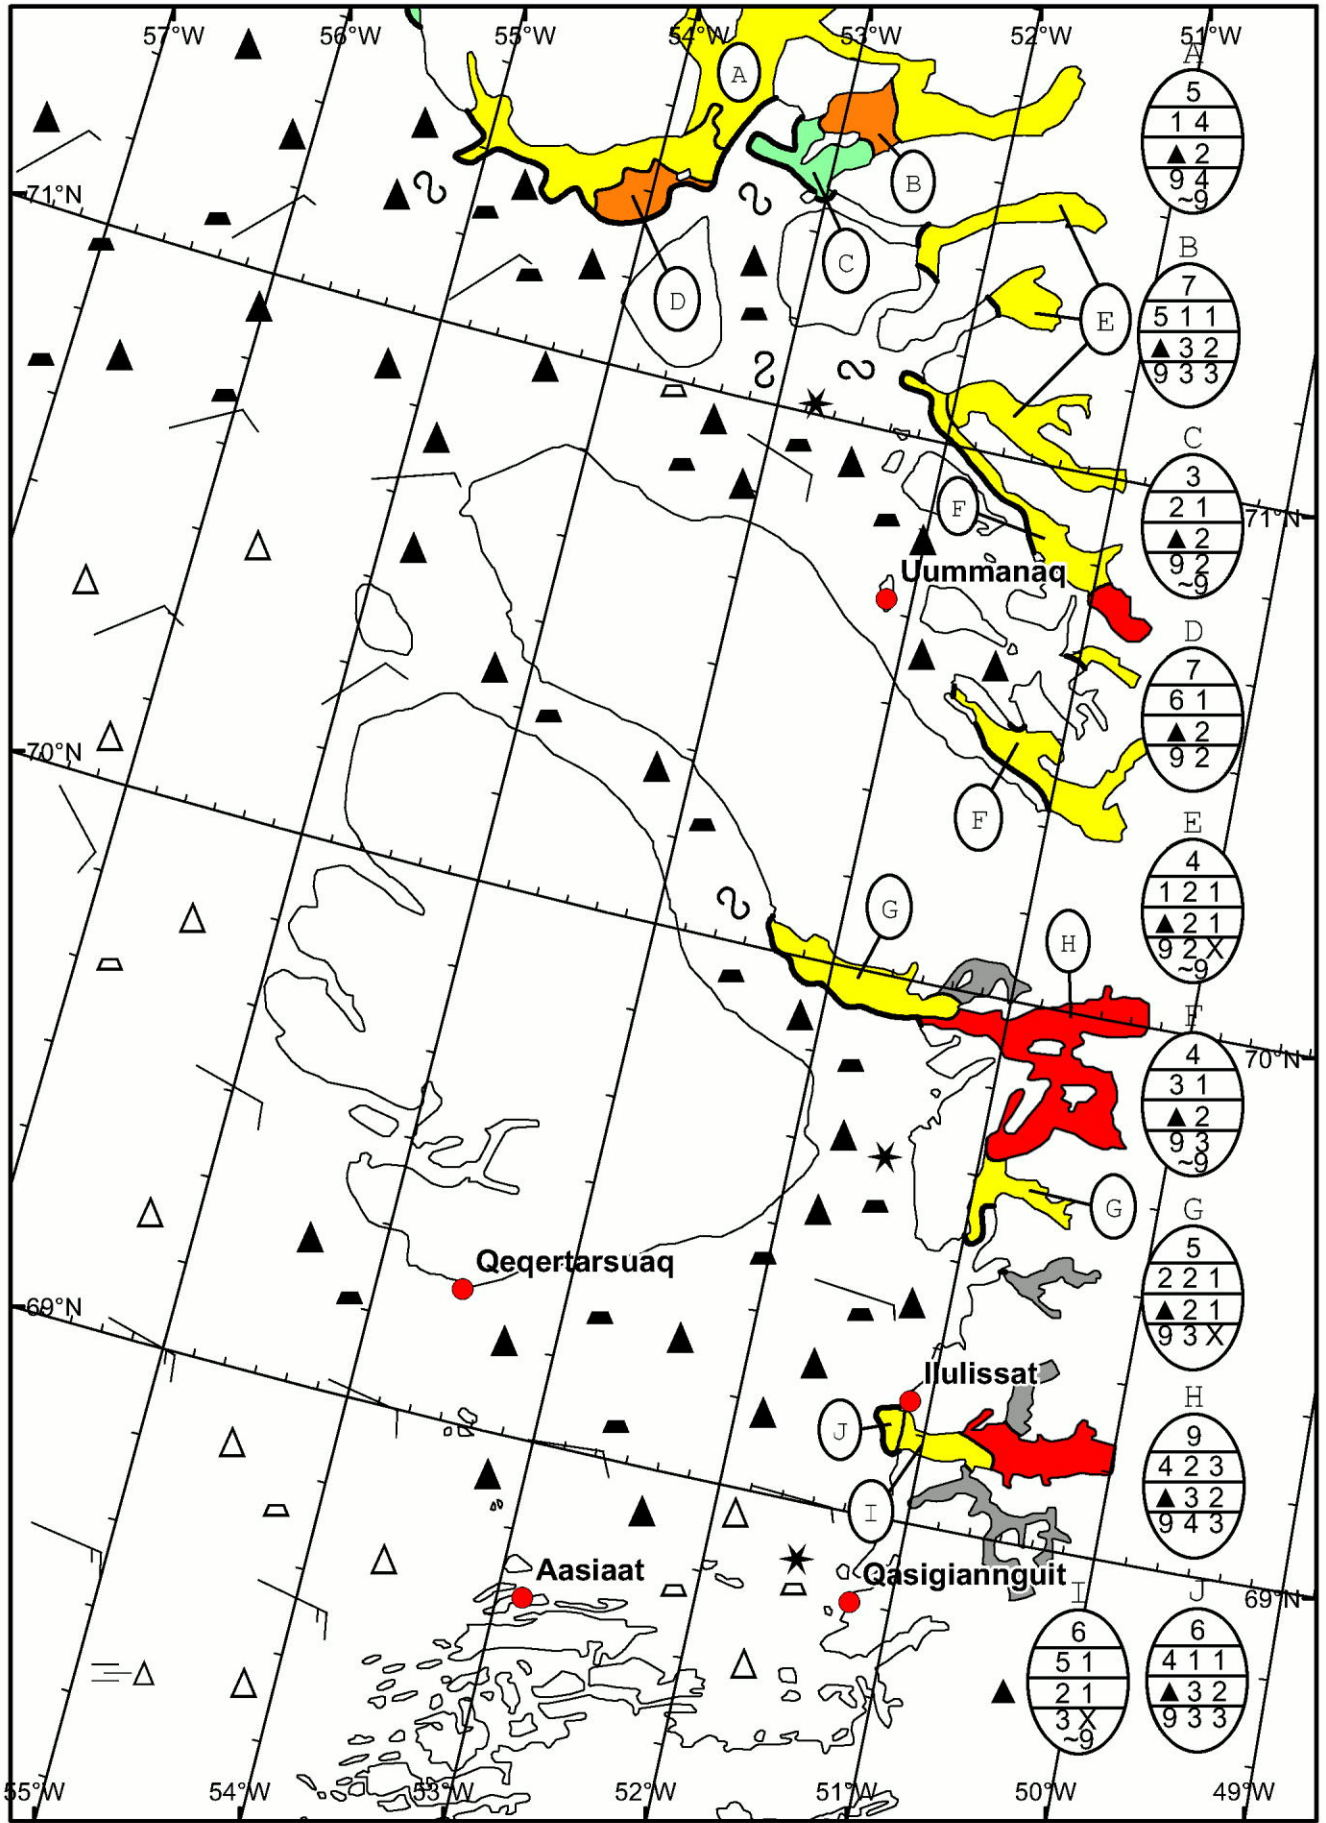 57°W 56°W 55°W 54°W 53°W 52°W 51°W
A
A
5
1 4
▲ 2
9 4
~9
B
71°N
C
B
7
5 1 1
▲ 3 2
9 3 3
D
E
C
3
2 1
▲ 2
9 2
~9
F
71°N
Uummanaq
D
7
6 1
▲ 2
9 2
70°N
F
E
4
1 2 1
▲ 2 1
9 2 X
~9
G
H
F
4
3 1
▲ 2
9 3
~9
70°N
G
G
5
2 2 1
▲ 2 1
9 3 X
Qeqertarsuaq
69°N
Ilulissat
H
9
4 2 3
▲ 3 2
9 4 3
J
I
Aasiaat
Qasigiannguit
69°N
I
6
5 1
2 1
3 X
~9
J
6
4 1 1
▲ 3 2
9 3 3
55°W 54°W 53°W 52°W 51°W 50°W 49°W